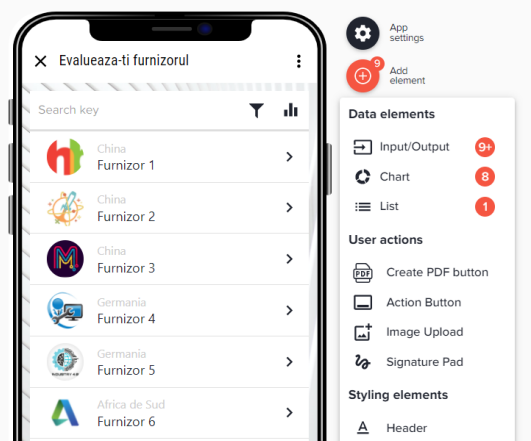 Evalueaza-ti furnizorul
Search key
China
Furnizor 1
China
Furnizor 2
China
Furnizor 3
Germania
Furnizor 4
Germania
Furnizor 5
Africa de Sud
Furnizor 6
App
settings
9
Add
element
Data elements
Input/Output 9+
Chart 8
List 1
User actions
PDF Create PDF button
Action Button
Image Upload
Signature Pad
Styling elements
A Header